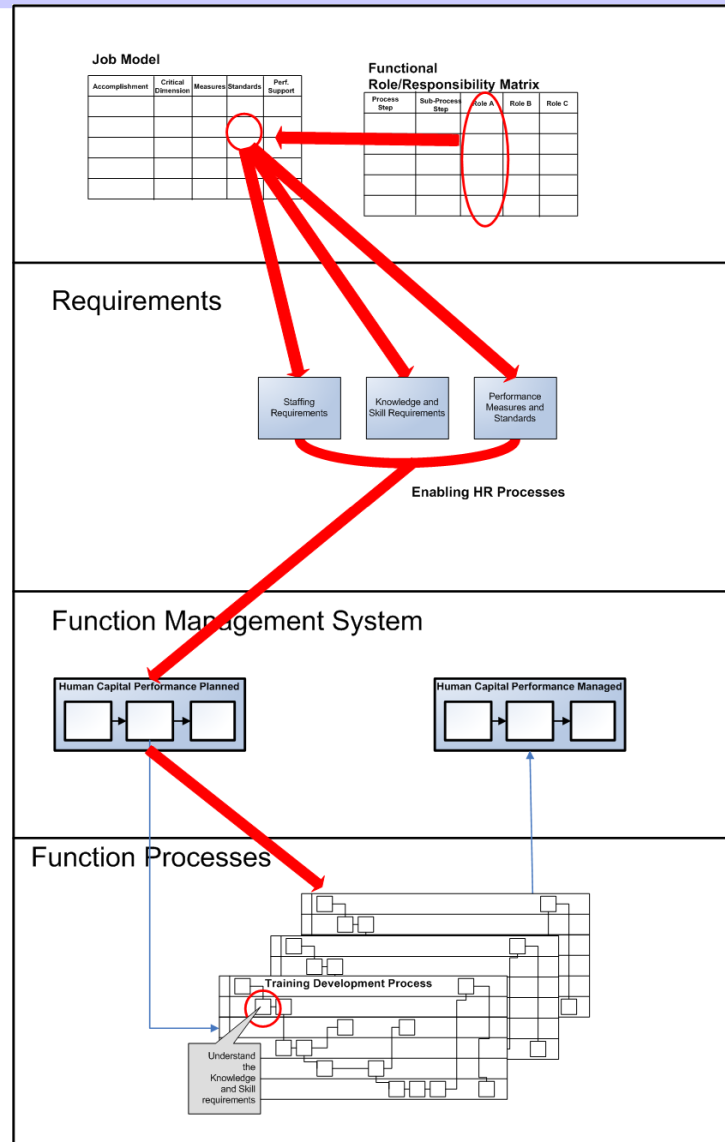 Job Model
Accomplishment
Critical
Dimension
Measures
Standards
Perf.
Support
Functional
Role/Responsibility Matrix
Process
Step
Sub-Process
Step
Role A
Role B
Role C
Requirements
Staffing
Requirements
Knowledge and
Skill Requirements
Performance
Measures and
Standards
Enabling HR Processes
Function Management System
Human Capital Performance Planned
Human Capital Performance Managed
Function Processes
Training Development Process
Understand
the
Knowledge
and Skill
requirements